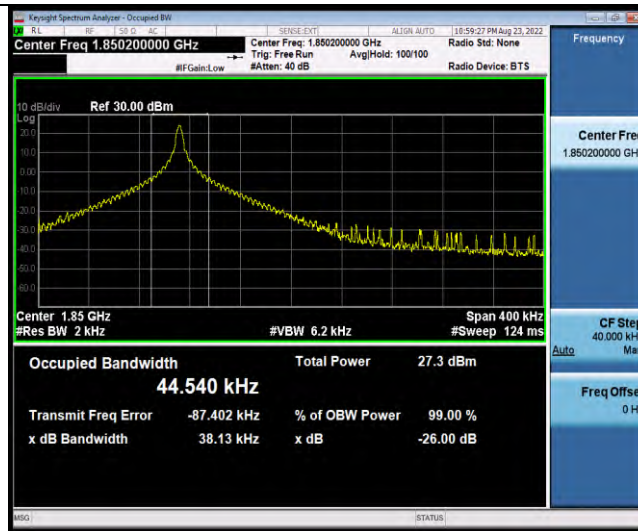 Keysight Spectrum Analyzer - Occupied BW
RL RF 50 Ω AC SENSE:EXT ALIGN AUTO 10:59:27 PM Aug 23, 2022
Center Freq 1.850200000 GHz
Center Freq: 1.850200000 GHz
Radio Std: None
Trig: Free Run Avg|Hold: 100/100
#IFGain:Low
#Atten: 40 dB
Radio Device: BTS
10 dB/div Ref 30.00 dBm
Log
20.0
10.0
0.00
-10.0
-20.0
-30.0
-40.0
-50.0
-60.0
Center 1.85 GHz Span 400 kHz
#Res BW 2 kHz #VBW 6.2 kHz #Sweep 124 ms
Occupied Bandwidth Total Power 27.3 dBm
44.540 kHz
Transmit Freq Error -87.402 kHz % of OBW Power 99.00 %
x dB Bandwidth 38.13 kHz x dB -26.00 dB
MSG STATUS
Frequency
Center Fre
1.850200000 GH
CF Step
40.000 kH
Auto Ma
Freq Offse
0 H